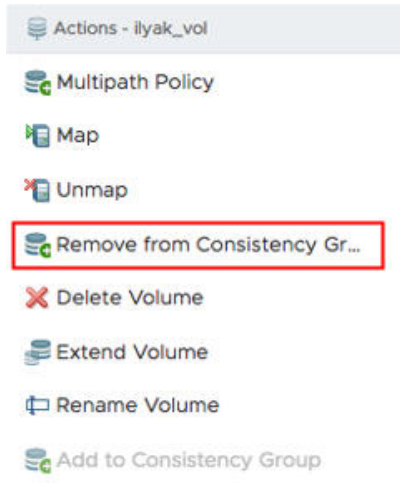 Actions - ilyak_vol
Multipath Policy
Map
Unmap
Remove from Consistency Gr...
Delete Volume
Extend Volume
Rename Volume
Add to Consistency Group